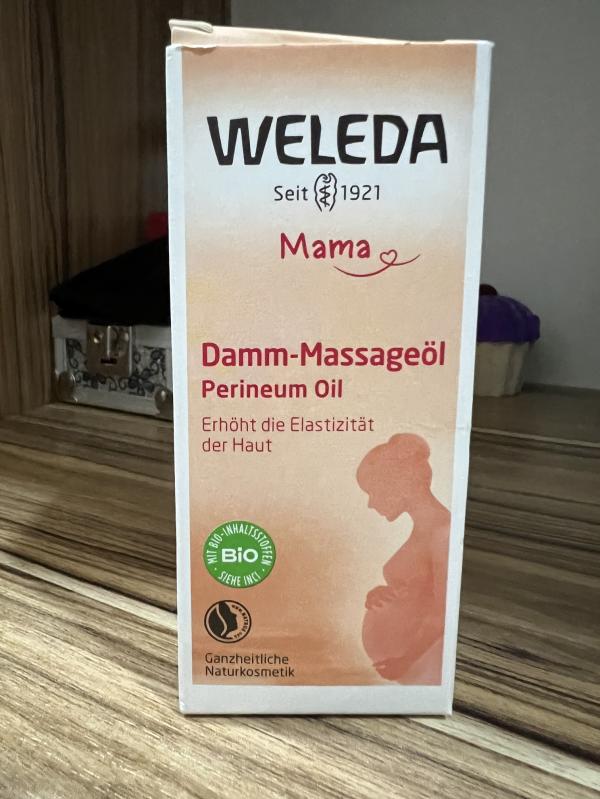 WELEDA
Seit 1921
Mama
Damm-Massageöl
Perineum Oil
Erhöht die Elastizität
der Haut
MIT BIO-INHALTSSTOFFEN
BiO
SIEHE INCI
Ganzheitliche
Naturkosmetik